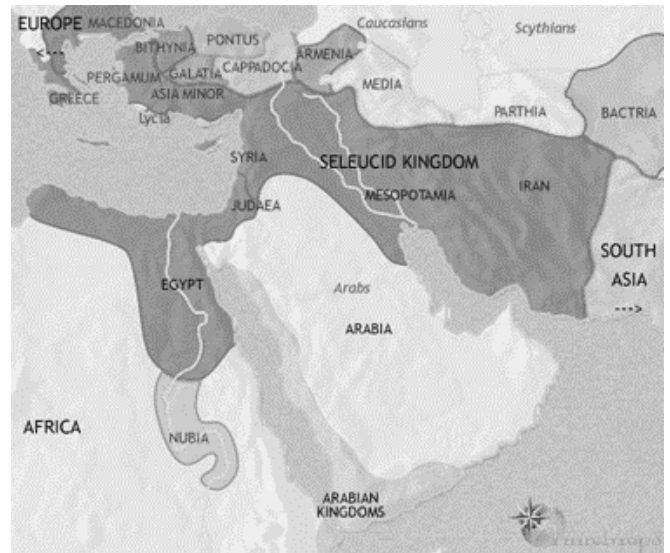 MACEDONIA
Caucasians
Scythians
EUROPE
<---
PONTUS
BITHYNIA
ARMENIA
CAPPADOCIA
GALATIA
PERGAMUM
MEDIA
ASIA MINOR
GREECE
Lycia
PARTHIA
BACTRIA
SYRIA
SELEUCID KINGDOM
MESOPOTAMIA
IRAN
JUDAEA
SOUTH
ASIA
--->
EGYPT
Arabs
ARABIA
AFRICA
NUBIA
ARABIAN
KINGDOMS